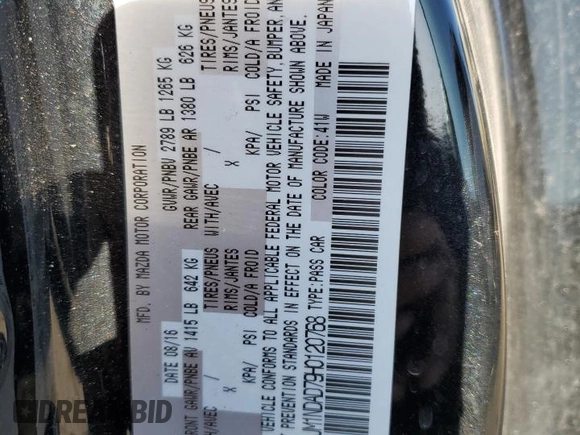 MFD. BY MAZDA MOTOR CORPORATION
DATE 08/16 GVWR/PNBV 2789 LB 1265 KG
FRONT GAWR/PNBE AV 1415 LB 642 KG REAR GAWR/PNBE AR 1380 LB 626 KG
WITH/AVEC / TIRES/PNEUS WITH/AVEC / TIRES/PNEUS
X RIMS/JANTES X RIMS/JANTES
KPA/ PSI COLD/A FROID KPA/ PSI COLD/A FROID
VEHICLE CONFORMS TO ALL APPLICABLE FEDERAL MOTOR VEHICLE SAFETY, BUMPER, AND
PREVENTION STANDARDS IN EFFECT ON THE DATE OF MANUFACTURE SHOWN ABOVE.
JM1NDAD79H0120768 TYPE:PASS CAR COLOR CODE:41W MADE IN JAPAN
DREAMBID